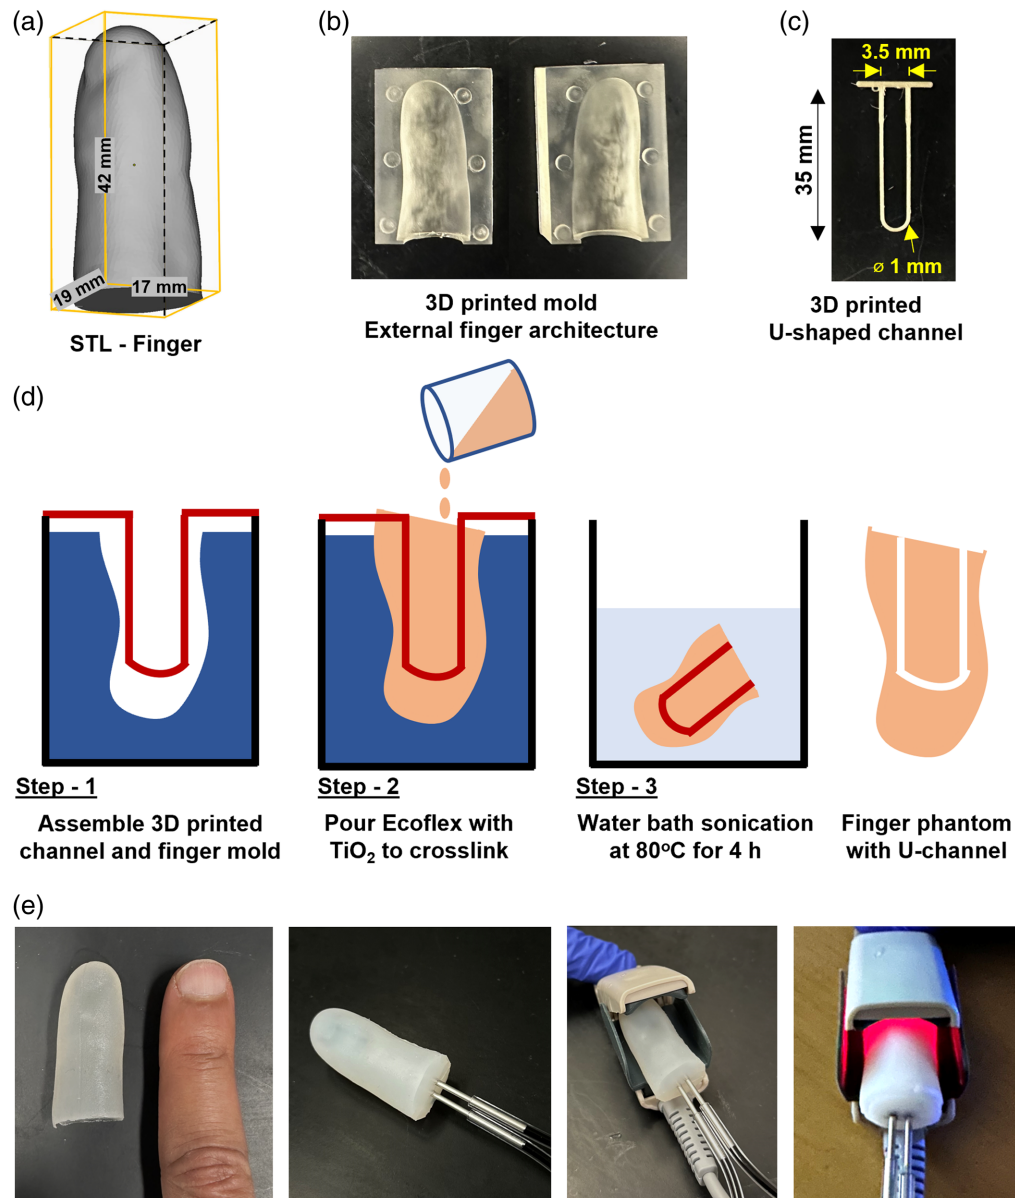 (a)
42 mm
19 mm
17 mm
STL - Finger
(b)
3D printed mold
External finger architecture
(c)
3.5 mm
35 mm
⌀ 1 mm
3D printed
U-shaped channel
(d)
Step - 1
Assemble 3D printed
channel and finger mold
Step - 2
Pour Ecoflex with
TiO₂ to crosslink
Step - 3
Water bath sonication
at 80ºC for 4 h
Finger phantom
with U-channel
(e)